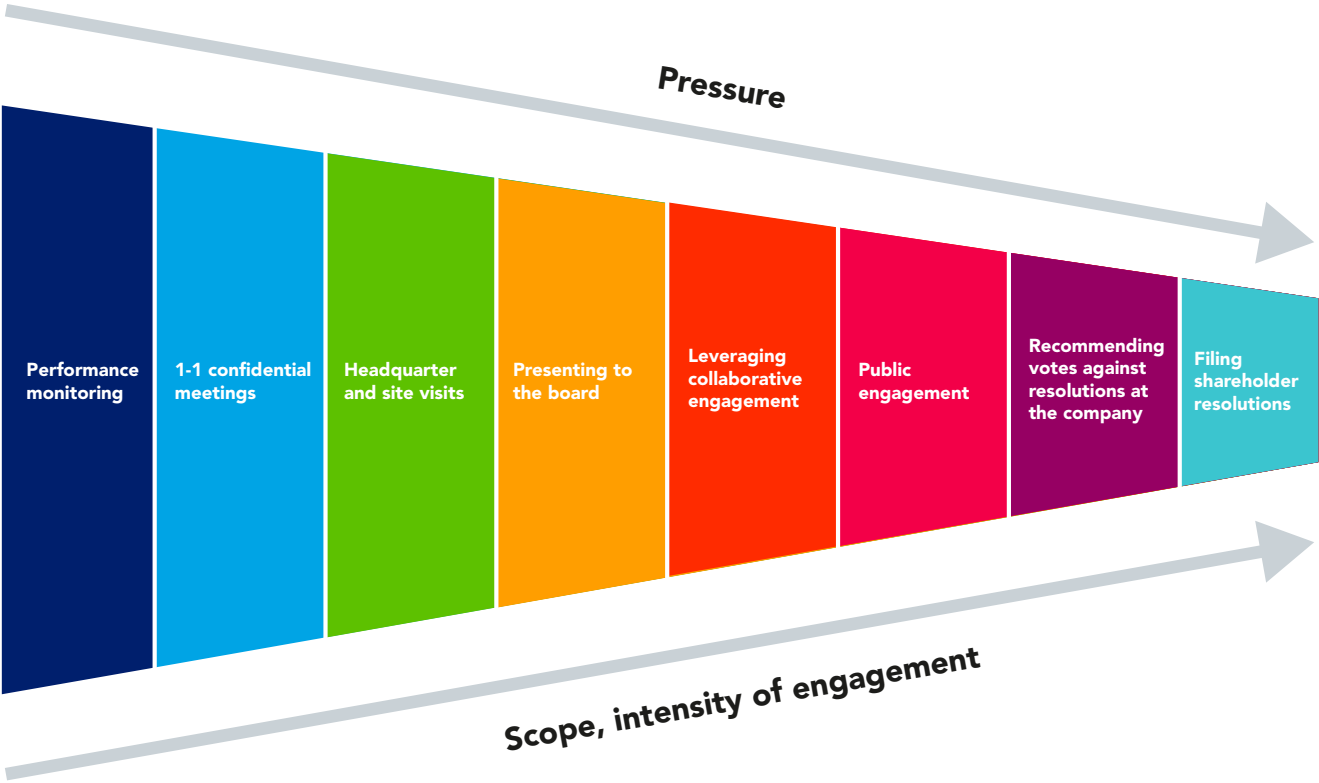 Pressure
Performance
monitoring
1-1 confidential
meetings
Headquarter
and site visits
Presenting to
the board
Leveraging
collaborative
engagement
Public
engagement
Recommending
votes against
resolutions at
the company
Filing
shareholder
resolutions
Scope, intensity of engagement